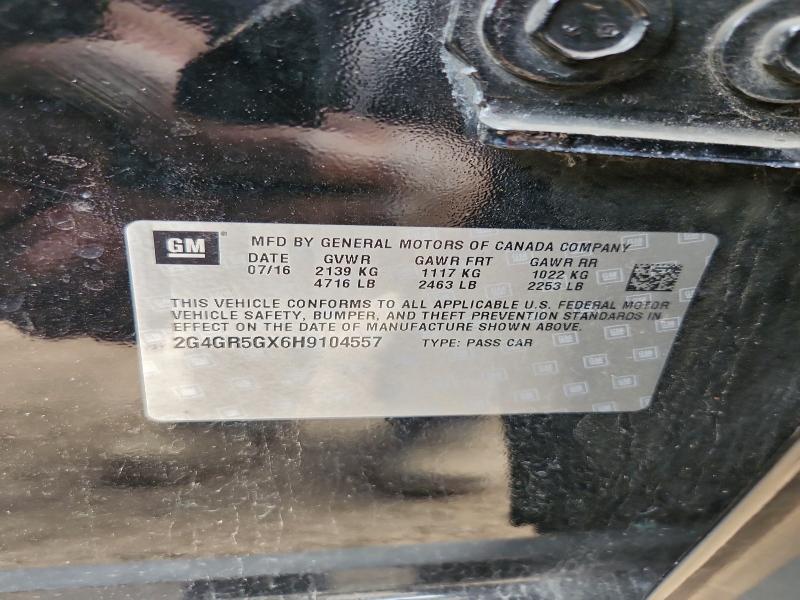 GM ® MFD BY GENERAL MOTORS OF CANADA COMPANY
DATE GVWR GAWR FRT GAWR RR
07/16 2139 KG 1117 KG 1022 KG
4716 LB 2463 LB 2253 LB
THIS VEHICLE CONFORMS TO ALL APPLICABLE U.S. FEDERAL MOTOR
VEHICLE SAFETY, BUMPER, AND THEFT PREVENTION STANDARDS IN
EFFECT ON THE DATE OF MANUFACTURE SHOWN ABOVE.
2G4GR5GX6H9104557 TYPE: PASS CAR